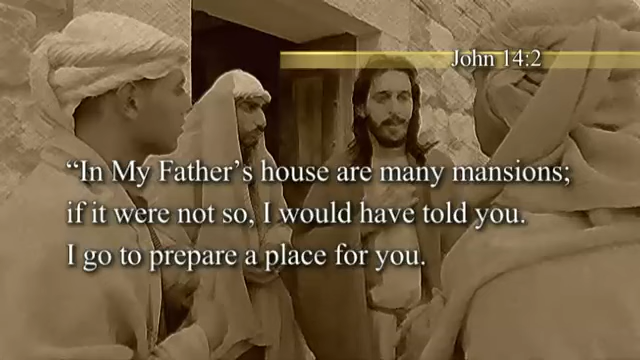 John 14:2
“In My Father’s house are many mansions;
if it were not so, I would have told you.
I go to prepare a place for you.